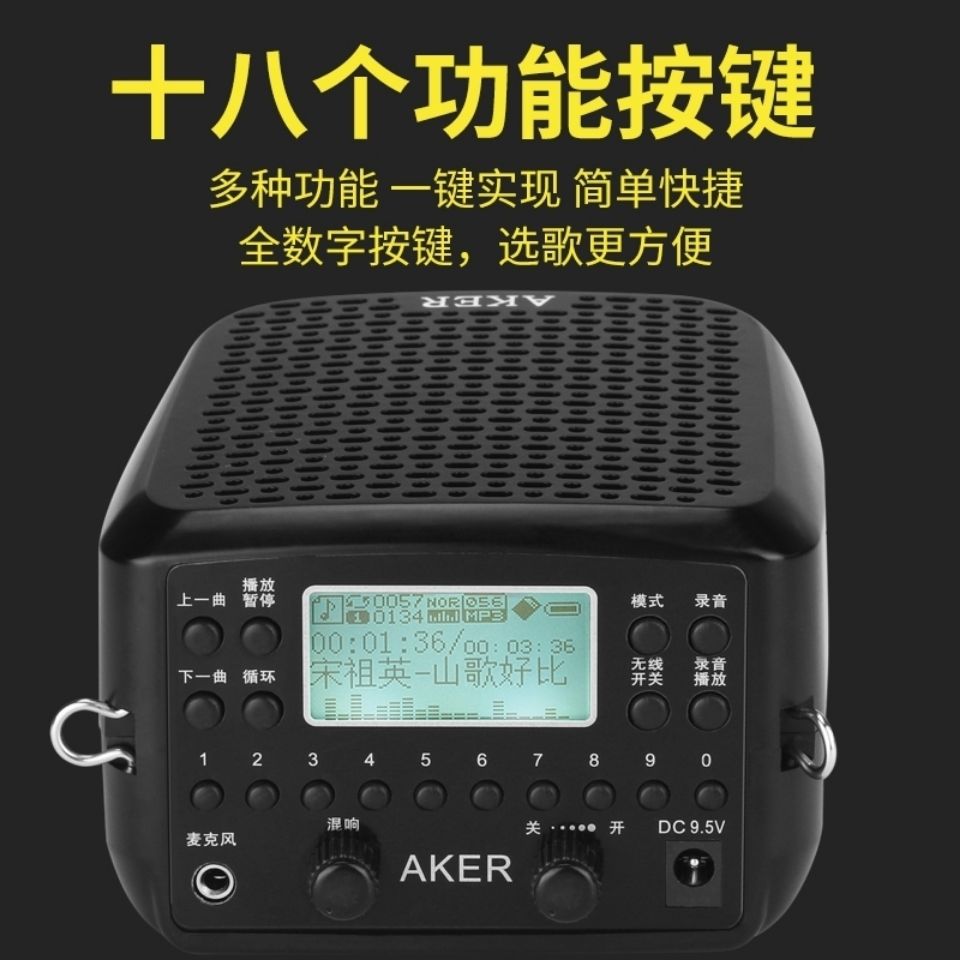 十八个功能按键
多种功能 一键实现 简单快捷
全数字按键，选歌更方便
AKER
上一曲
播放
暂停
0057 NOR 056
1 0134 MP3
模式
录音
00:01:36/00:03:36
宋祖英-山歌好比
下一曲
循环
无线
开关
录音
播放
1 2 3 4 5 6 7 8 9 0
麦克风
混响
关
开
DC 9.5V
AKER